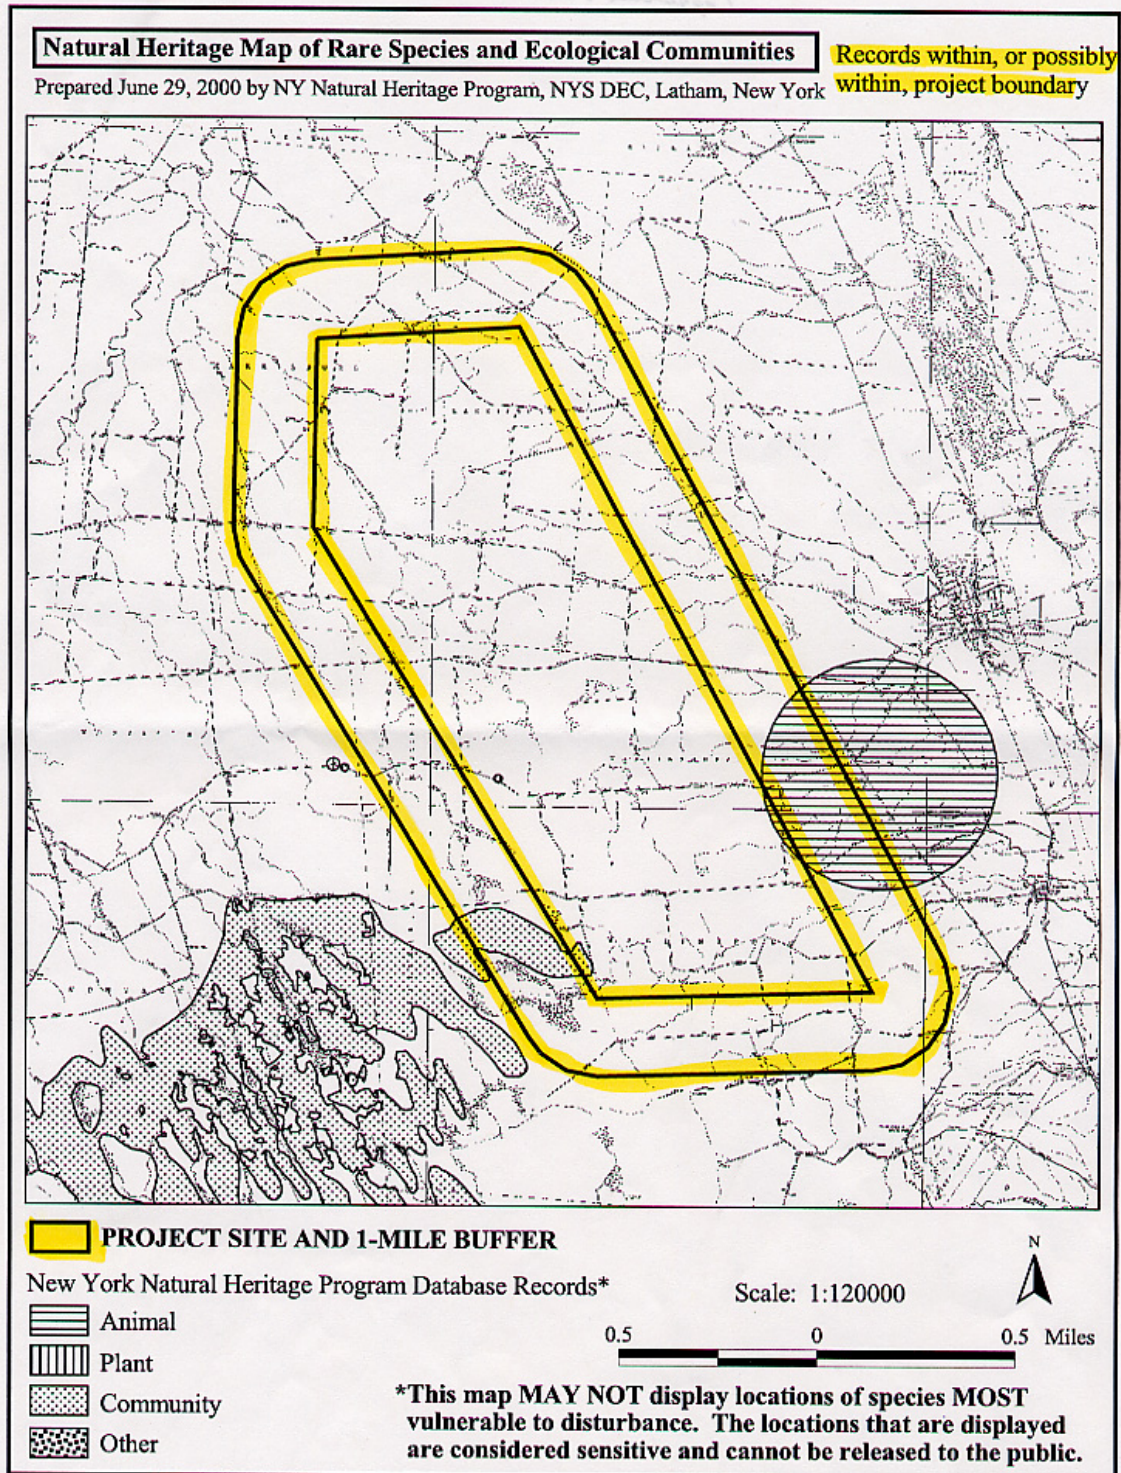 Natural Heritage Map of Rare Species and Ecological Communities
Records within, or possibly
within, project boundary
Prepared June 29, 2000 by NY Natural Heritage Program, NYS DEC, Latham, New York
PROJECT SITE AND 1-MILE BUFFER
New York Natural Heritage Program Database Records*
Animal
Plant
Community
Other
N
Scale: 1:120000
0.5 0 0.5 Miles
*This map MAY NOT display locations of species MOST
vulnerable to disturbance. The locations that are displayed
are considered sensitive and cannot be released to the public.